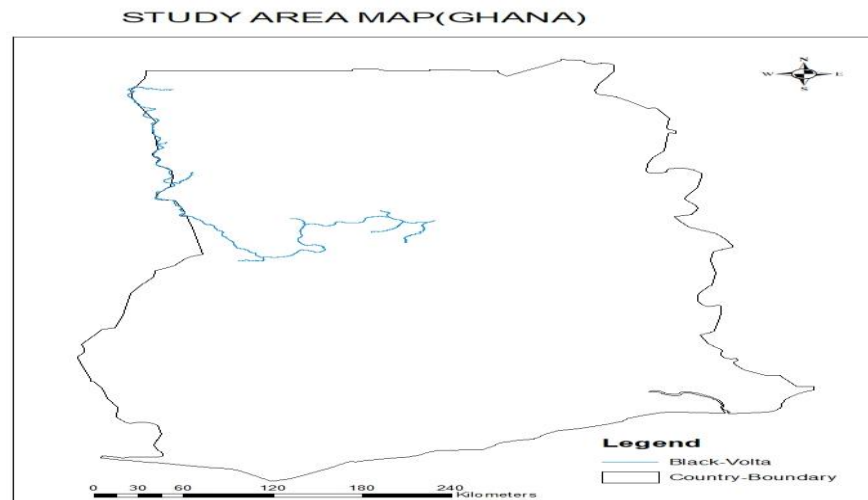 STUDY AREA MAP(GHANA)
N
W E
S
Legend
Black-Volta
Country-Boundary
0 30 60 120 180 240
Kilometers